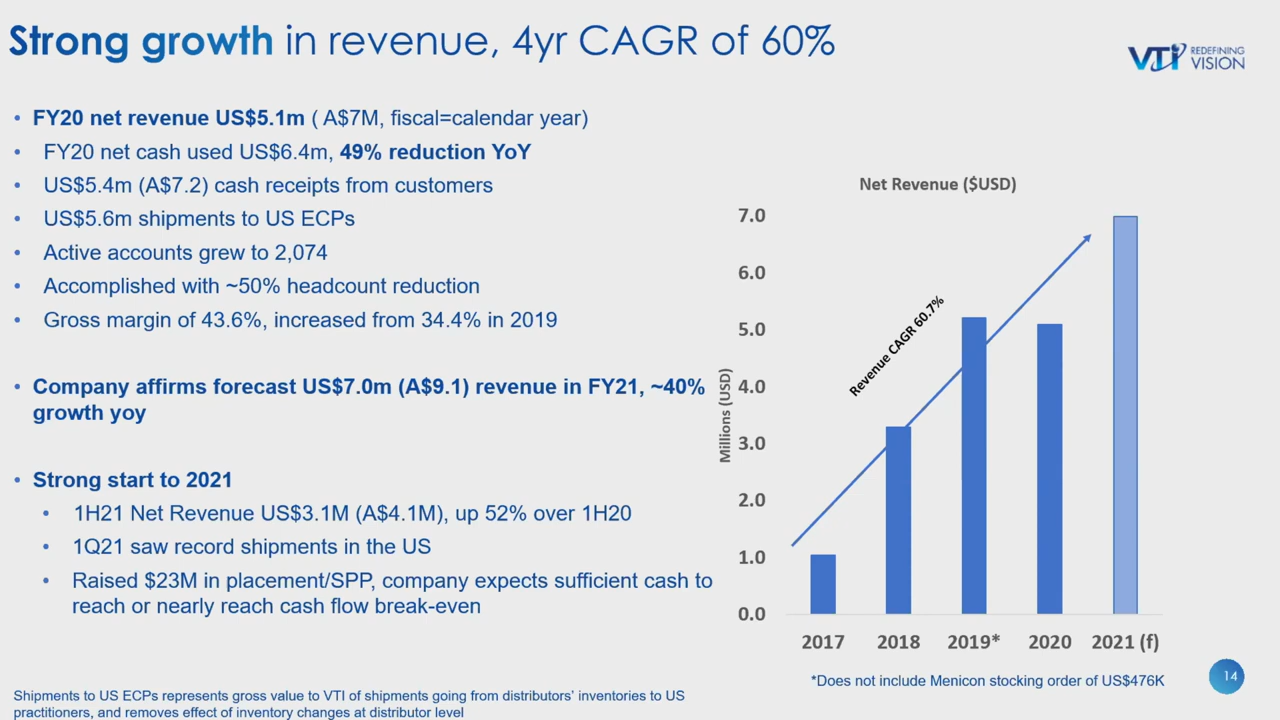 Strong growth in revenue, 4yr CAGR of 60%
VTI REDEFINING
VISION
• FY20 net revenue US$5.1m ( A$7M, fiscal=calendar year)
• FY20 net cash used US$6.4m, 49% reduction YoY
• US$5.4m (A$7.2) cash receipts from customers
• US$5.6m shipments to US ECPs
• Active accounts grew to 2,074
• Accomplished with ~50% headcount reduction
• Gross margin of 43.6%, increased from 34.4% in 2019
• Company affirms forecast US$7.0m (A$9.1) revenue in FY21, ~40%
growth yoy
• Strong start to 2021
• 1H21 Net Revenue US$3.1M (A$4.1M), up 52% over 1H20
• 1Q21 saw record shipments in the US
• Raised $23M in placement/SPP, company expects sufficient cash to
reach or nearly reach cash flow break-even
Shipments to US ECPs represents gross value to VTI of shipments going from distributors' inventories to US
practitioners, and removes effect of inventory changes at distributor level
Net Revenue ($USD)
Millions (USD)
7.0
6.0
5.0
4.0
3.0
2.0
1.0
0.0
Revenue CAGR 60.7%
2017 2018 2019* 2020 2021 (f)
*Does not include Menicon stocking order of US$476K
14